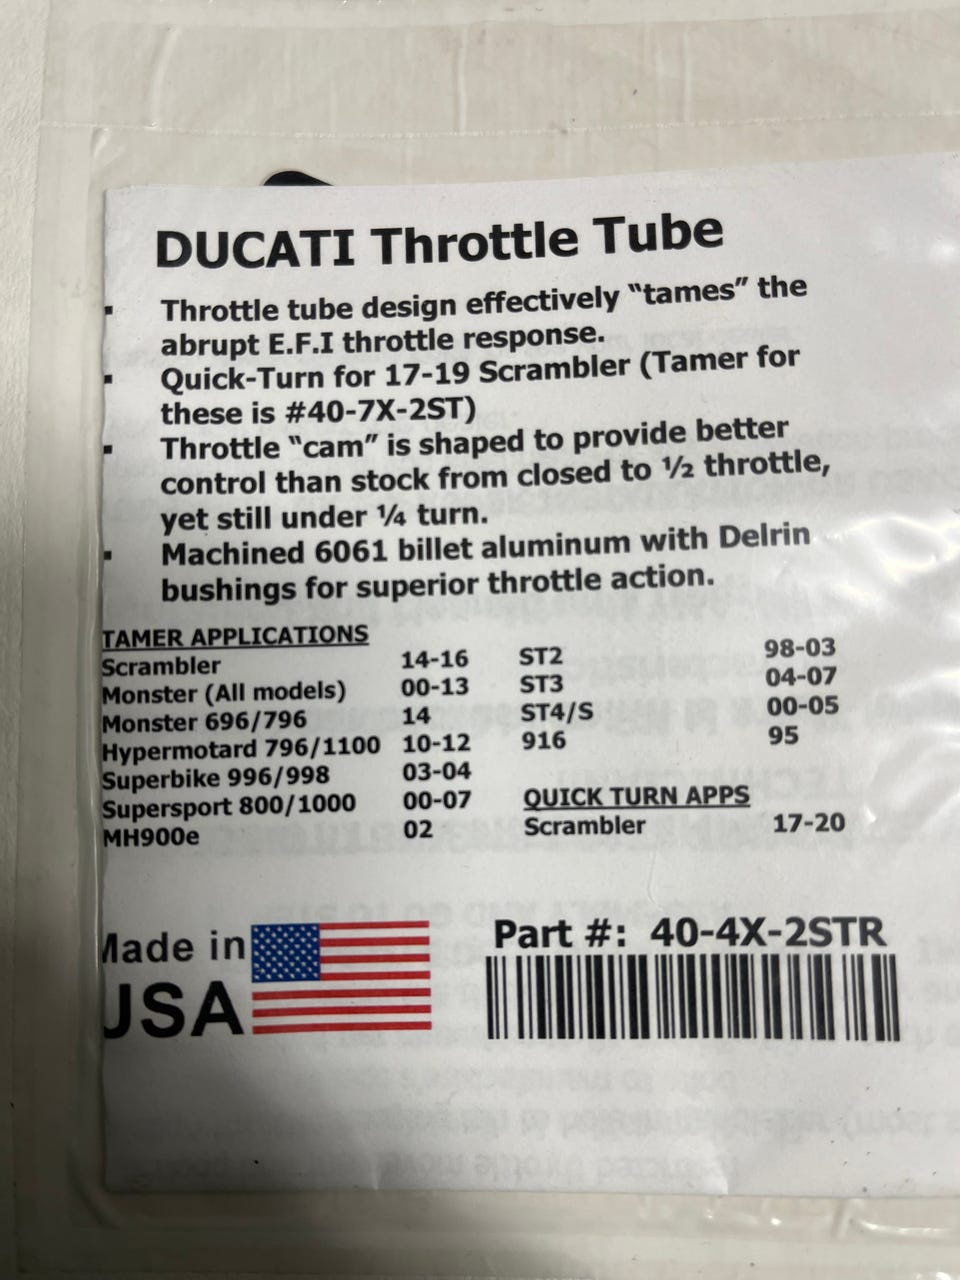 DUCATI Throttle Tube
▪ Throttle tube design effectively “tames” the
abrupt E.F.I throttle response.
▪ Quick-Turn for 17-19 Scrambler (Tamer for
these is #40-7X-2ST)
▪ Throttle “cam” is shaped to provide better
control than stock from closed to ½ throttle,
yet still under ¼ turn.
▪ Machined 6061 billet aluminum with Delrin
bushings for superior throttle action.
TAMER APPLICATIONS
Scrambler 14-16 ST2 98-03
Monster (All models) 00-13 ST3 04-07
Monster 696/796 14 ST4/S 00-05
Hypermotard 796/1100 10-12 916 95
Superbike 996/998 03-04
Supersport 800/1000 00-07 QUICK TURN APPS
MH900e 02 Scrambler 17-20
Made in
USA
Part #: 40-4X-2STR